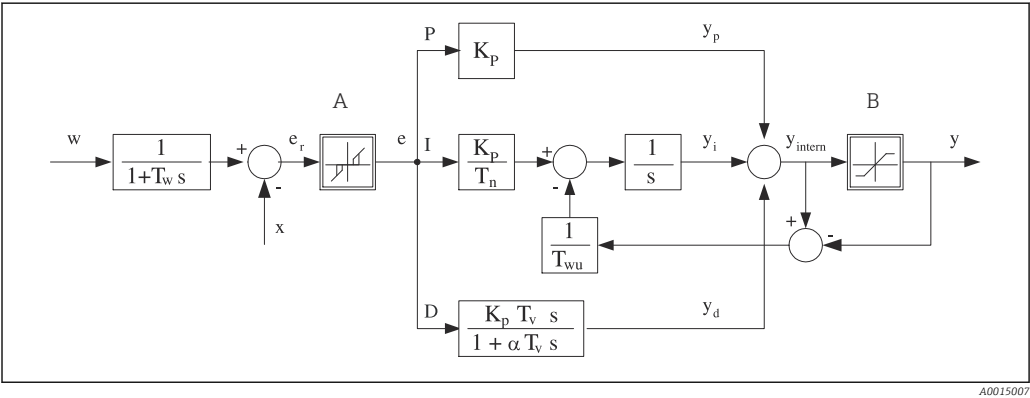 P
K_P
y_p
A
B
w
1
1+T_w s
+
-
e_r
e
I
K_P
T_n
+
-
1
s
y_i
y_intern
y
x
1
T_wu
+
-
D
K_p T_v s
1 + α T_v s
y_d
A0015007